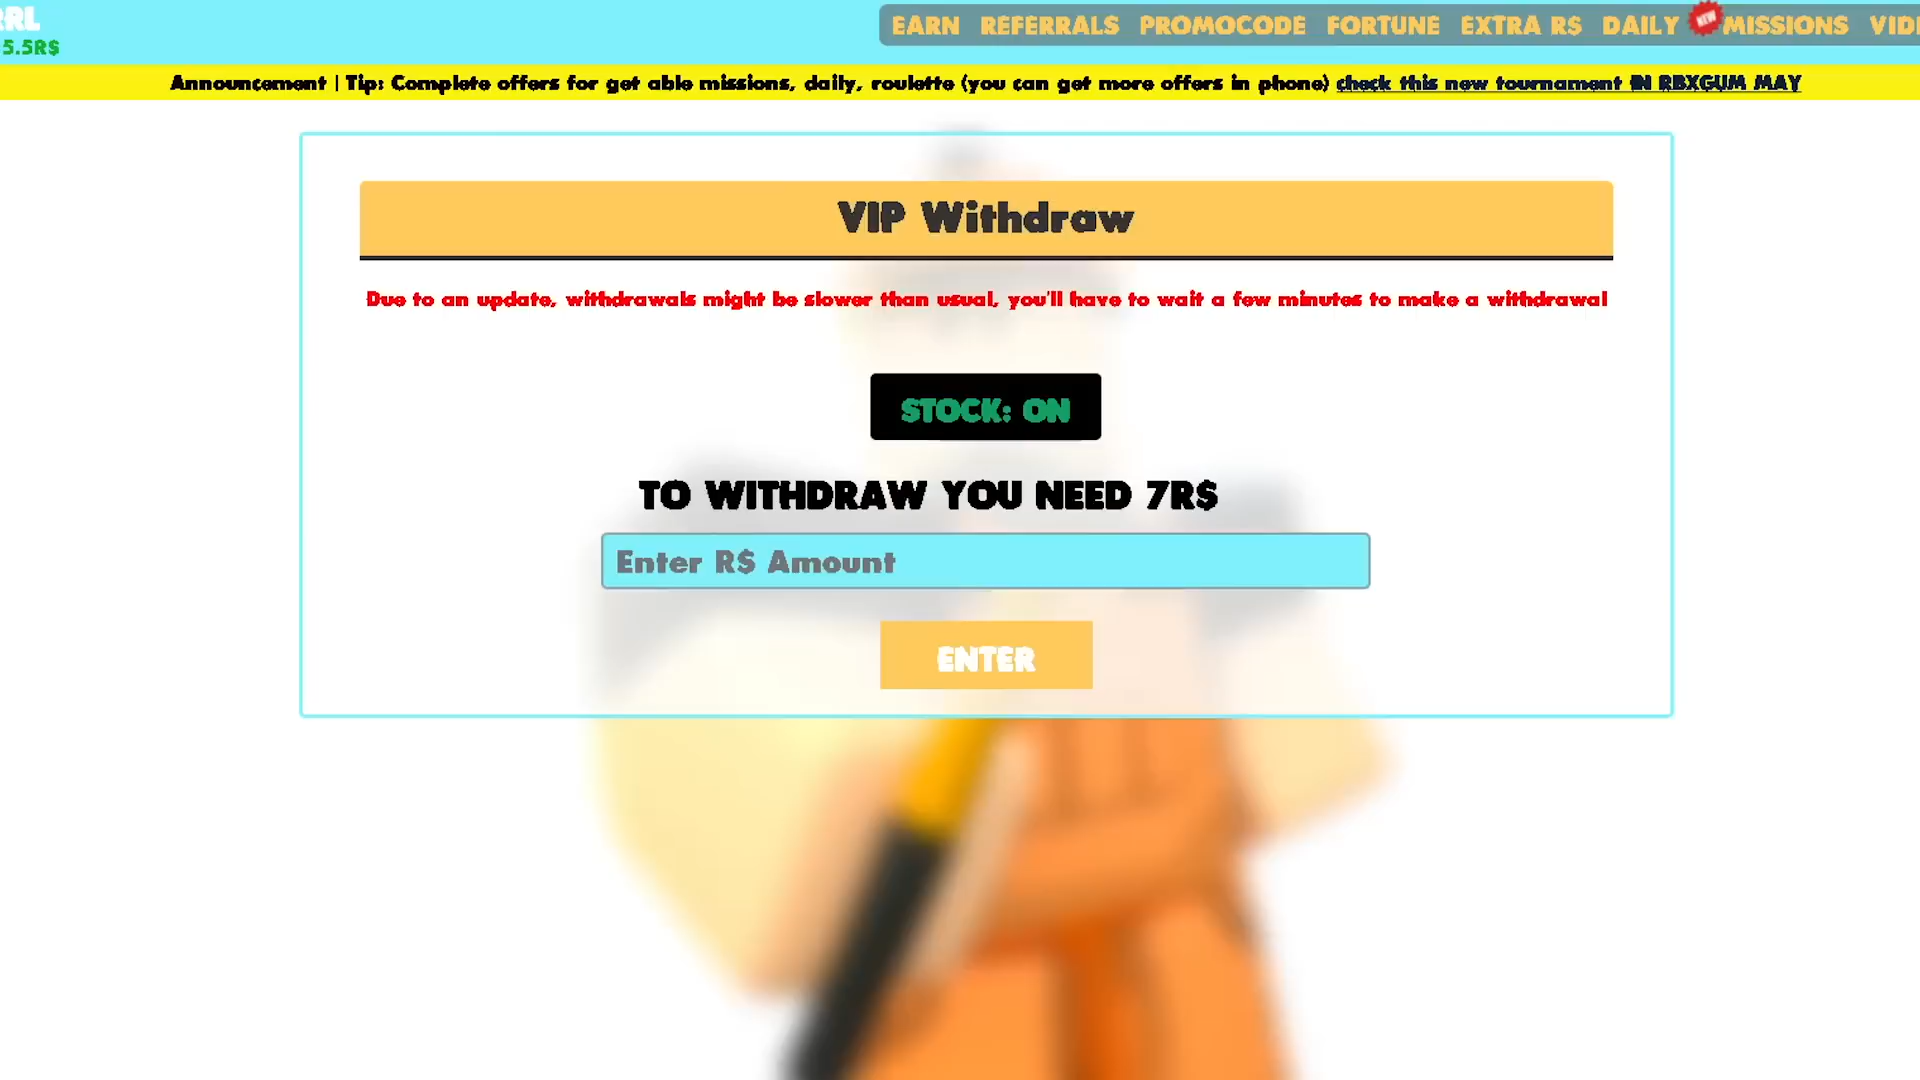 RL
5.5R$
EARN REFERRALS PROMOCODE FORTUNE EXTRA R$ DAILY NEW MISSIONS
Announcement | Tip: Complete offers for get able missions, daily, roulette (you can get more offers in phone) check this new tournament IN RBXGUM MAY
VIP Withdraw
Due to an update, withdrawals might be slower than usual, you'll have to wait a few minutes to make a withdrawal
STOCK: ON
TO WITHDRAW YOU NEED 7R$
Enter R$ Amount
ENTER